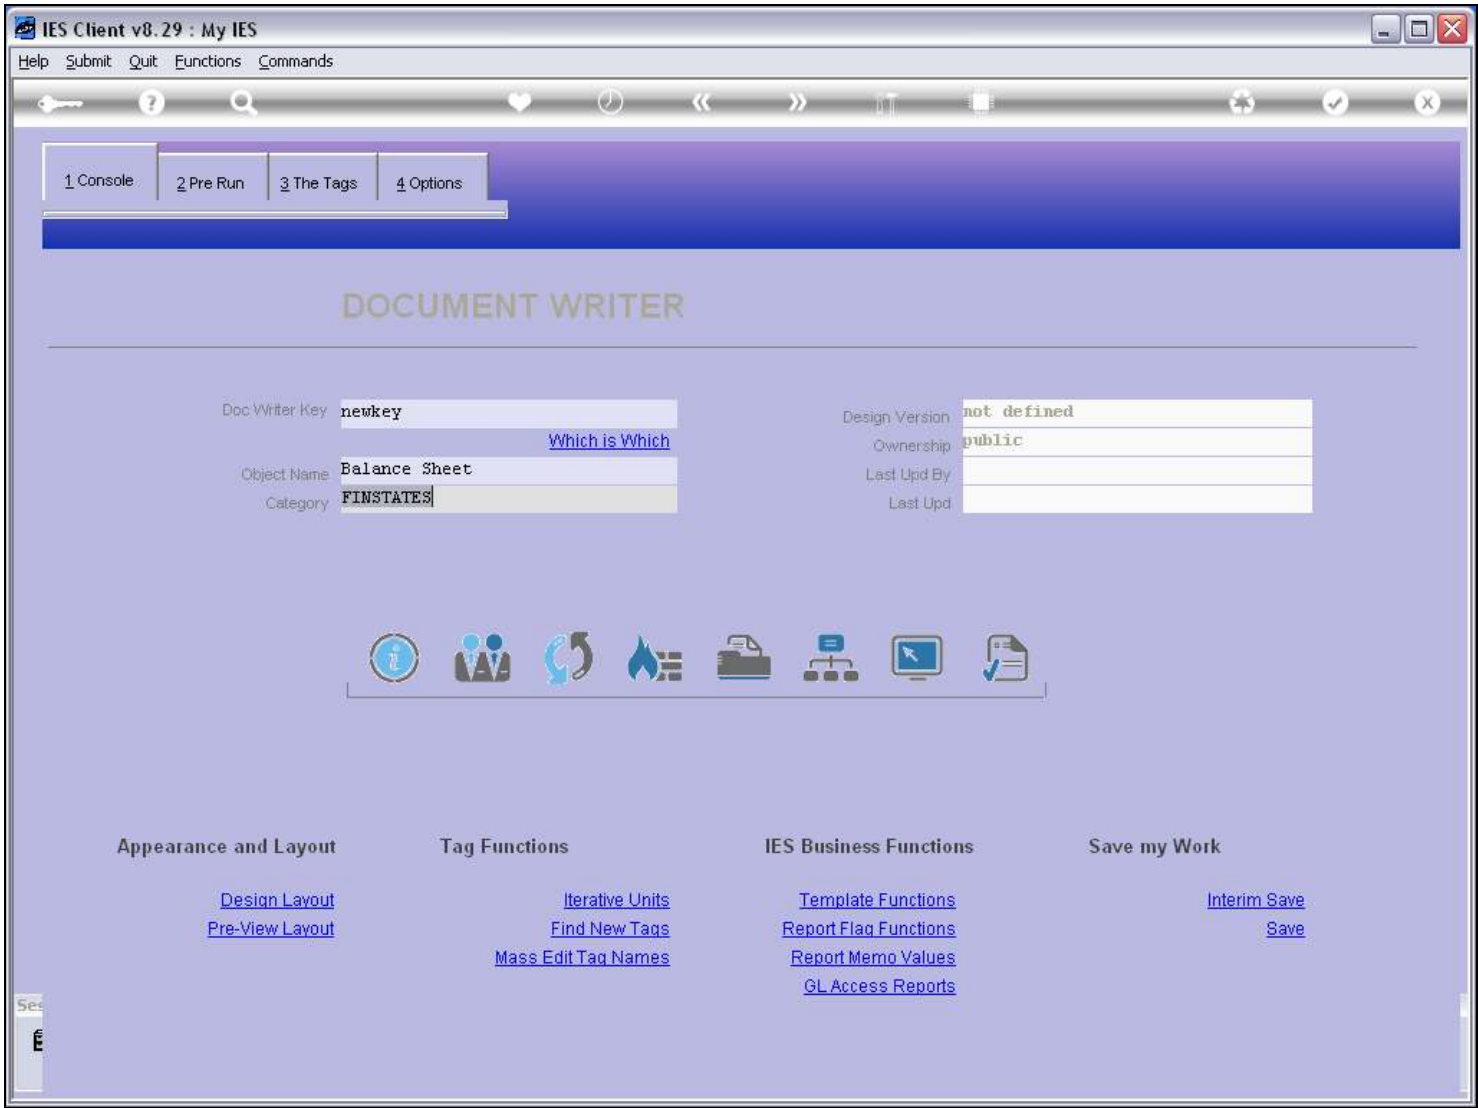 IES Client v8.29 : My IES
Help Submit Quit Functions Commands
1 Console 2 Pre Run 3 The Tags 4 Options
DOCUMENT WRITER
Doc Writer Key newkey Design Version not defined
Which is Which Ownership public
Object Name Balance Sheet Last Upd By
Category FINSTATES Last Upd
Appearance and Layout Tag Functions IES Business Functions Save my Work
Design Layout Iterative Units Template Functions Interim Save
Pre-View Layout Find New Tags Report Flag Functions Save
Mass Edit Tag Names Report Memo Values
GL Access Reports
Ses